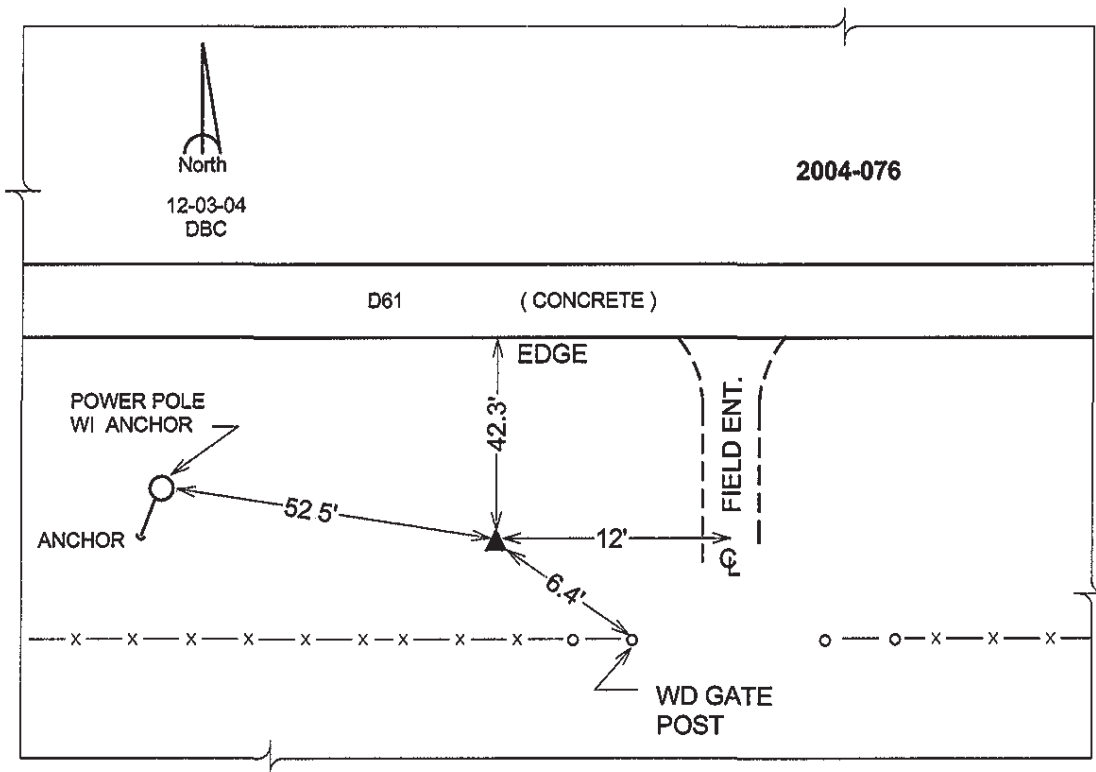 North
12-03-04
DBC
2004-076
D61 ( CONCRETE )
EDGE
POWER POLE
WI ANCHOR
42.3'
FIELD ENT.
52.5'
ANCHOR
12'
CL
6.4'
x x x x x x x x x x x x
WD GATE
POST